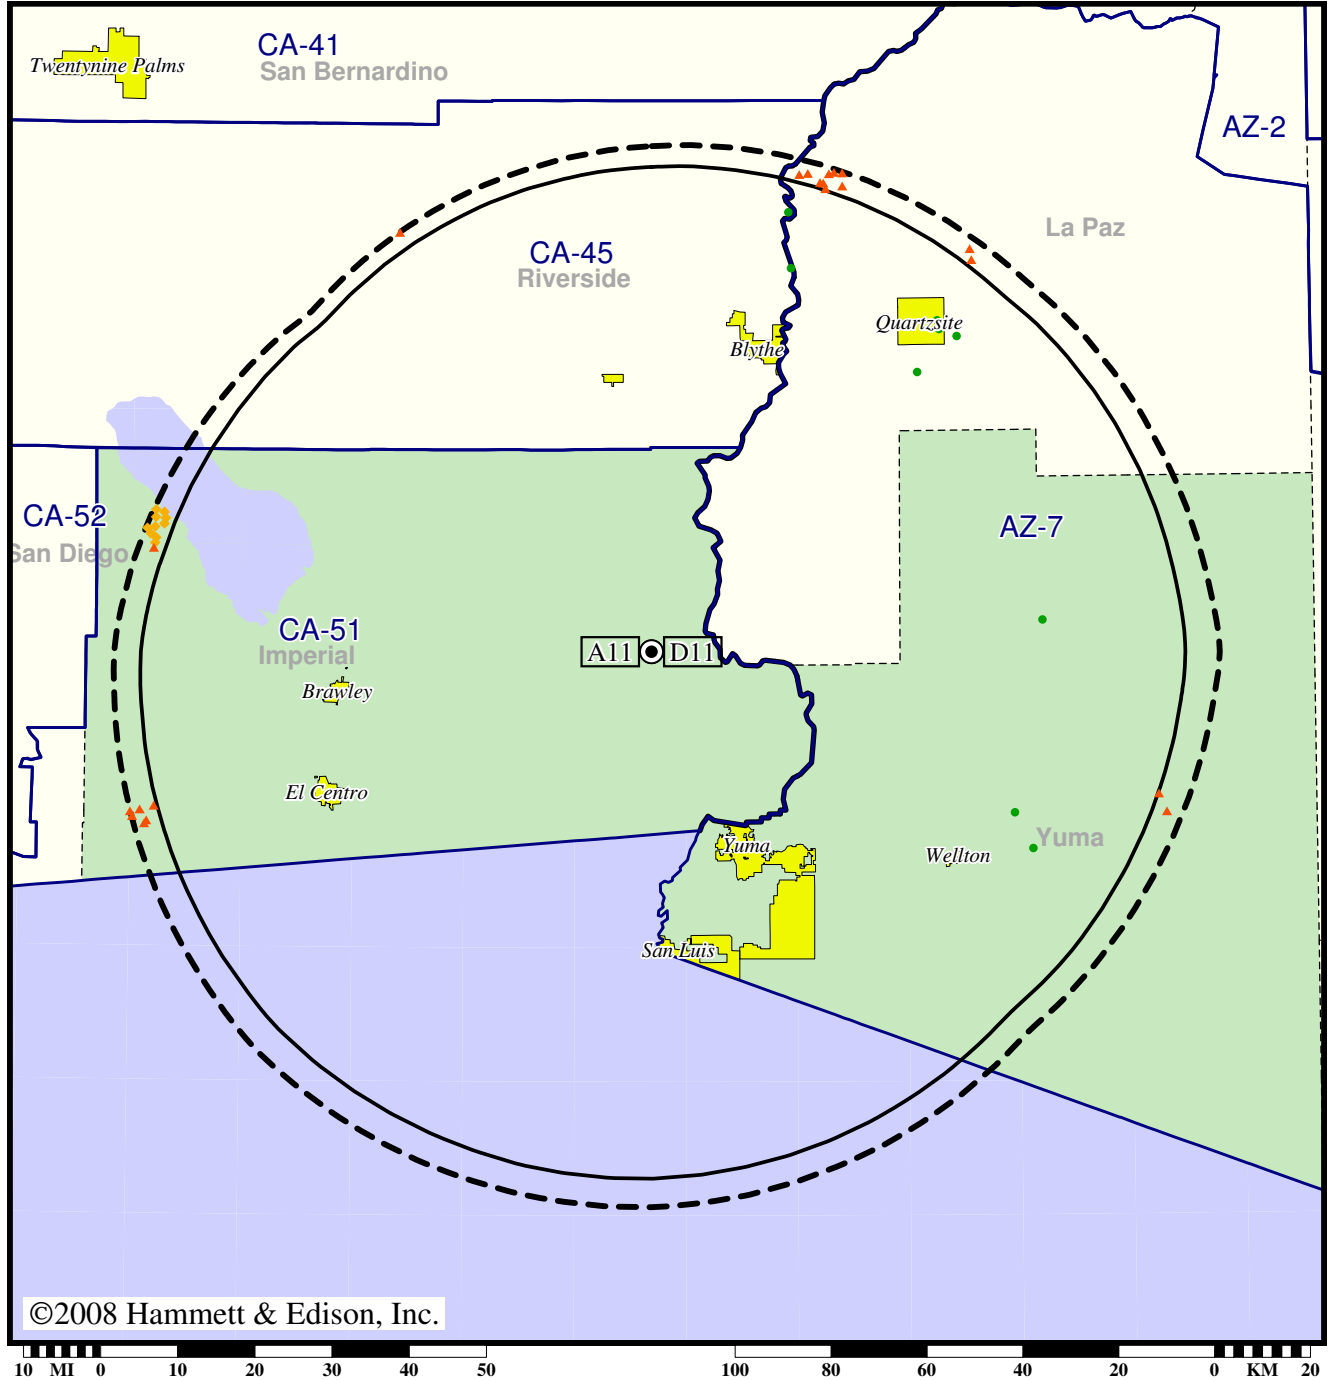 CA-41
San Bernardino
Twentynine Palms
AZ-2
La Paz
CA-45
Riverside
Quartzsite
Blythe
CA-52
San Diego
AZ-7
CA-51
Imperial
A11
D11
Brawley
El Centro
Yuma
Wellton
Yuma
San Luis
©2008 Hammett & Edison, Inc.
10 MI 0 10 20 30 40 50
100 80 60 40 20 0 KM 20